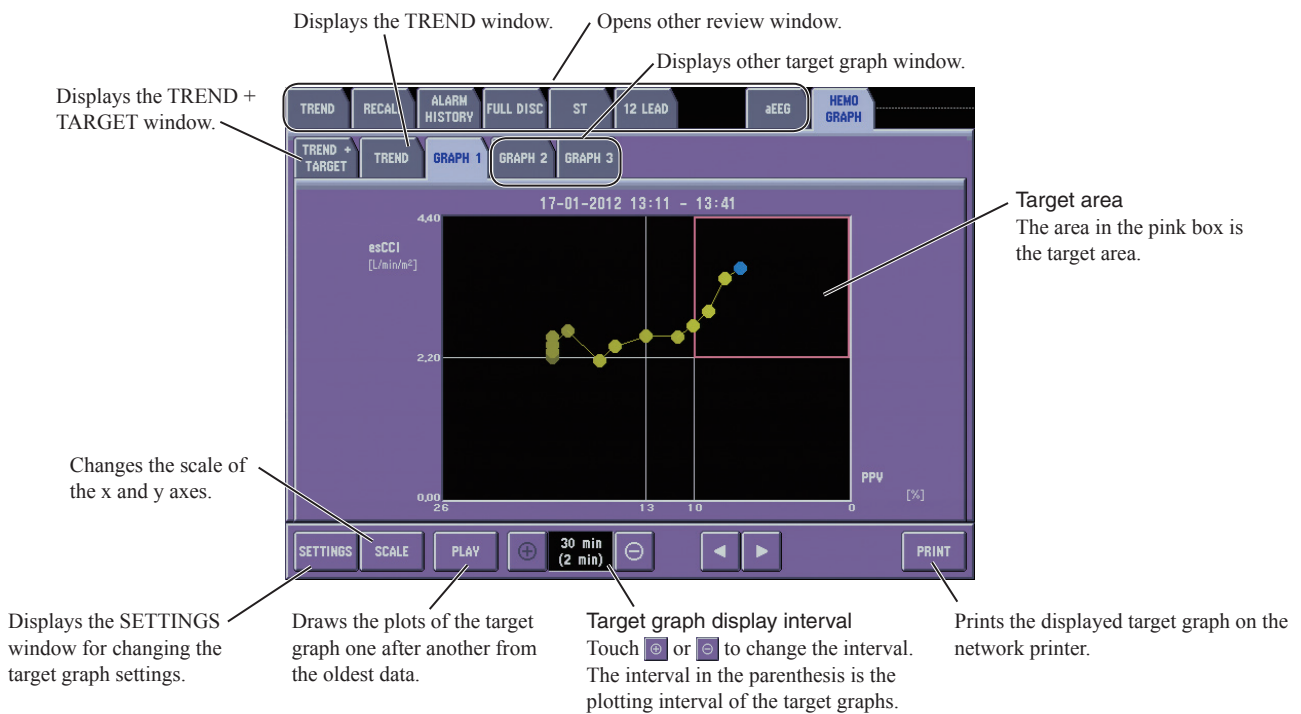 Displays the TREND window.
Opens other review window.
Displays other target graph window.
Displays the TREND +
TARGET window.
TREND
RECALL
ALARM
HISTORY
FULL DISC
ST
12 LEAD
aEEG
HEMO
GRAPH
TREND +
TARGET
TREND
GRAPH 1
GRAPH 2
GRAPH 3
17-01-2012 13:11 - 13:41
4,40
esCCI
[L/min/m²]
2,20
0,00
26
13
10
0
PPV
[%]
Target area
The area in the pink box is
the target area.
Changes the scale of
the x and y axes.
SETTINGS
SCALE
PLAY
30 min
(2 min)
PRINT
Displays the SETTINGS
window for changing the
target graph settings.
Draws the plots of the target
graph one after another from
the oldest data.
Target graph display interval
Touch ⊕ or ⊖ to change the interval.
The interval in the parenthesis is the
plotting interval of the target graphs.
Prints the displayed target graph on the
network printer.